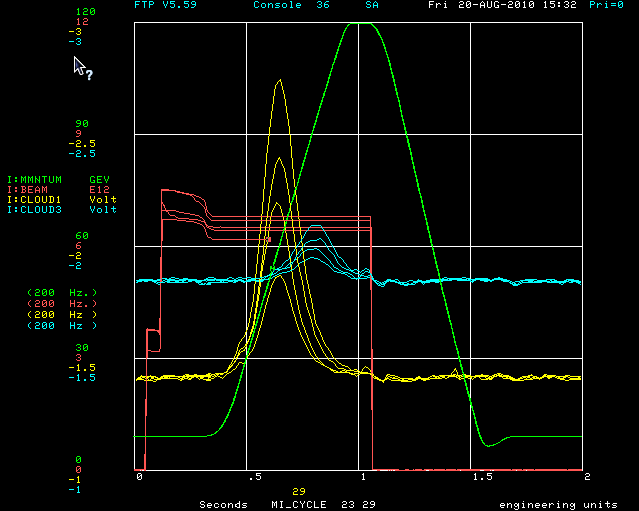 FTP V5.59 Console 36 SA Fri 20-AUG-2010 15:32 Pri=0
120
12
-3
-3
?
90
9
-2.5
-2.5
I:MMNTUM GEV
I:BEAM E12
I:CLOUD1 Volt
I:CLOUD3 Volt
60
6
-2
-2
(200 Hz.)
(200 Hz.)
(200 Hz )
(200 Hz )
30
3
-1.5
-1.5
0
0
-1
-1
0 .5 1 1.5 2
29
Seconds MI_CYCLE 23 29 engineering units